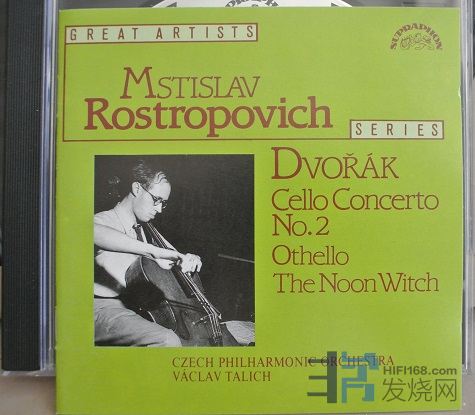 GREAT ARTISTS
SUPRAPHON
MSTISLAV
Rostropovich
SERIES
DVOŘÁK
Cello Concerto
No.2
Othello
The Noon Witch
CZECH PHILHARMONIC ORCHESTRA
VÁCLAV TALICH
HIFI168.com
发烧网